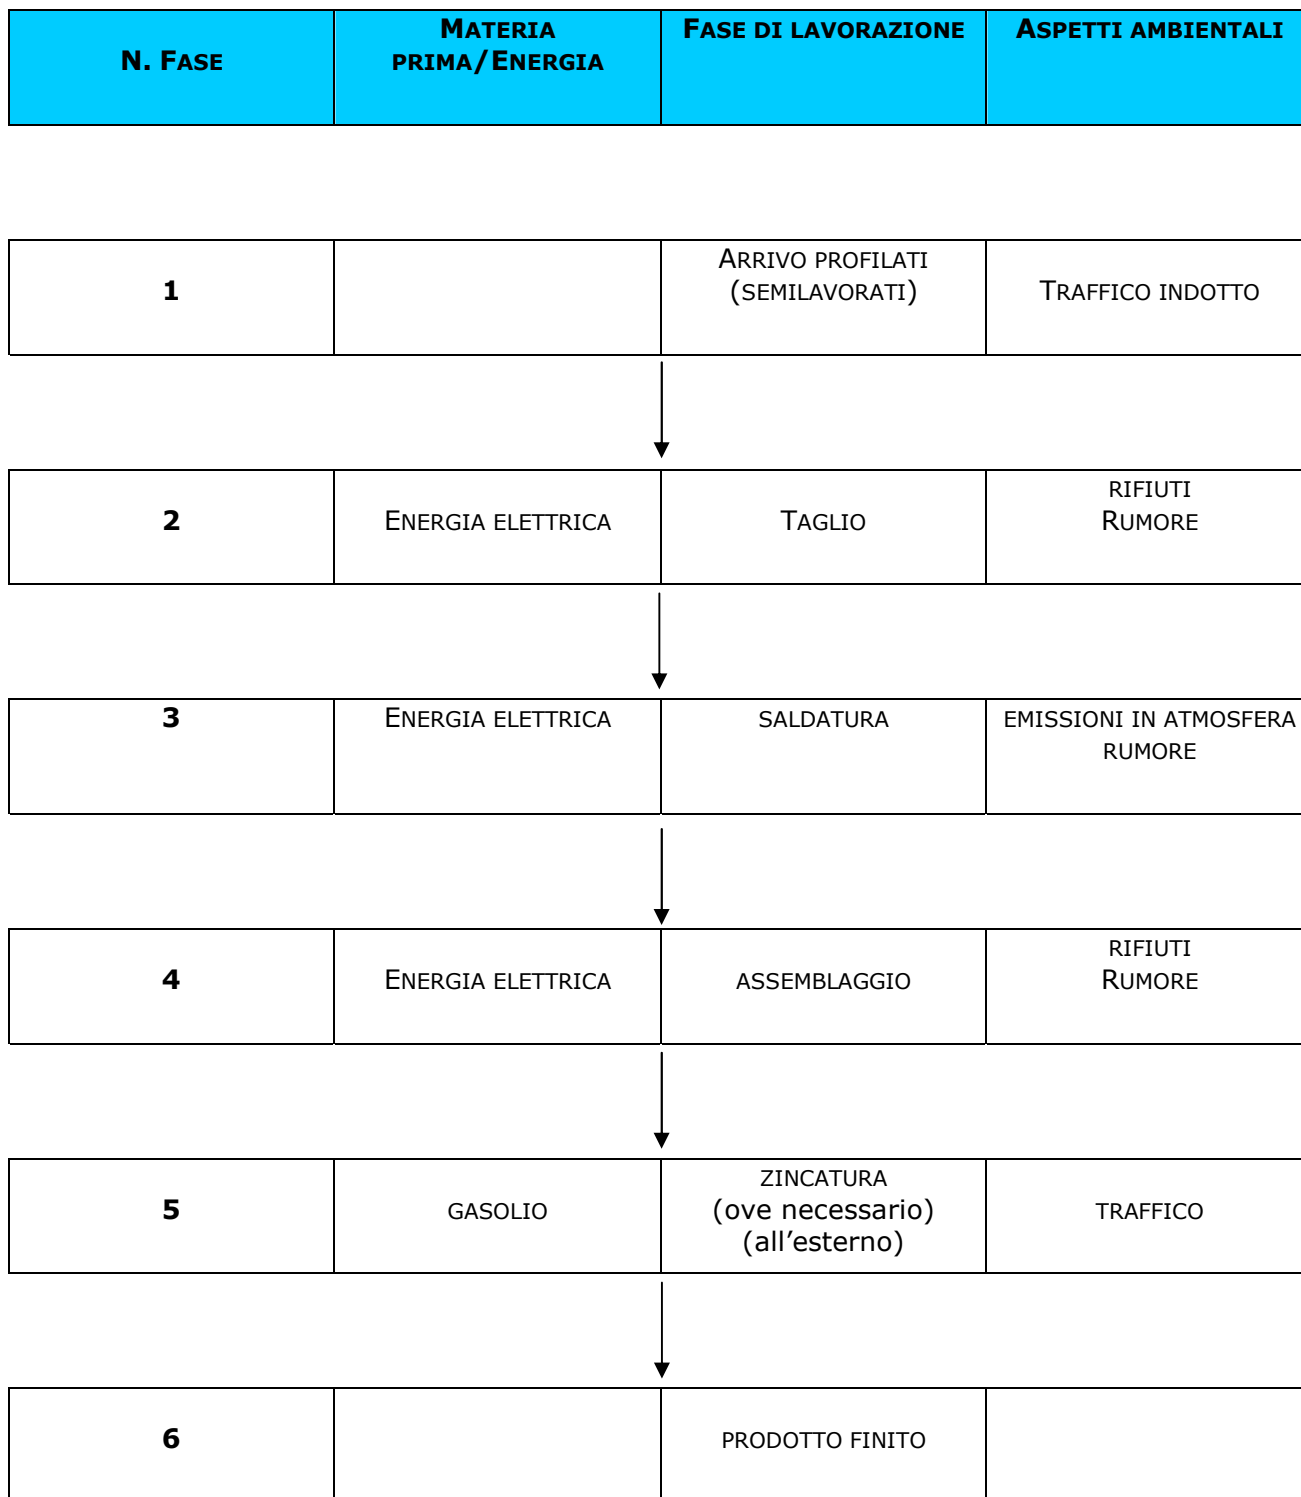 N. FASE
MATERIA
PRIMA/ENERGIA
FASE DI LAVORAZIONE
ASPETTI AMBIENTALI
1
ARRIVO PROFILATI
(SEMILAVORATI)
TRAFFICO INDOTTO
2
ENERGIA ELETTRICA
TAGLIO
RIFIUTI
RUMORE
3
ENERGIA ELETTRICA
SALDATURA
EMISSIONI IN ATMOSFERA
RUMORE
4
ENERGIA ELETTRICA
ASSEMBLAGGIO
RIFIUTI
RUMORE
5
GASOLIO
ZINCATURA
(ove necessario)
(all’esterno)
TRAFFICO
6
PRODOTTO FINITO